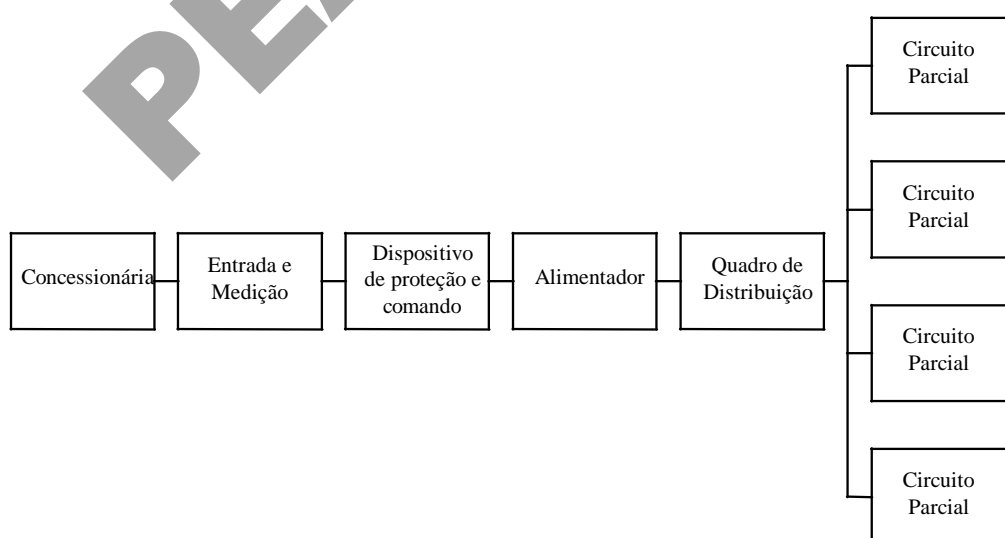 PE
Circuito
Parcial
Circuito
Parcial
Concessionária
Entrada e
Medição
Dispositivo
de proteção e
comando
Alimentador
Quadro de
Distribuição
Circuito
Parcial
Circuito
Parcial